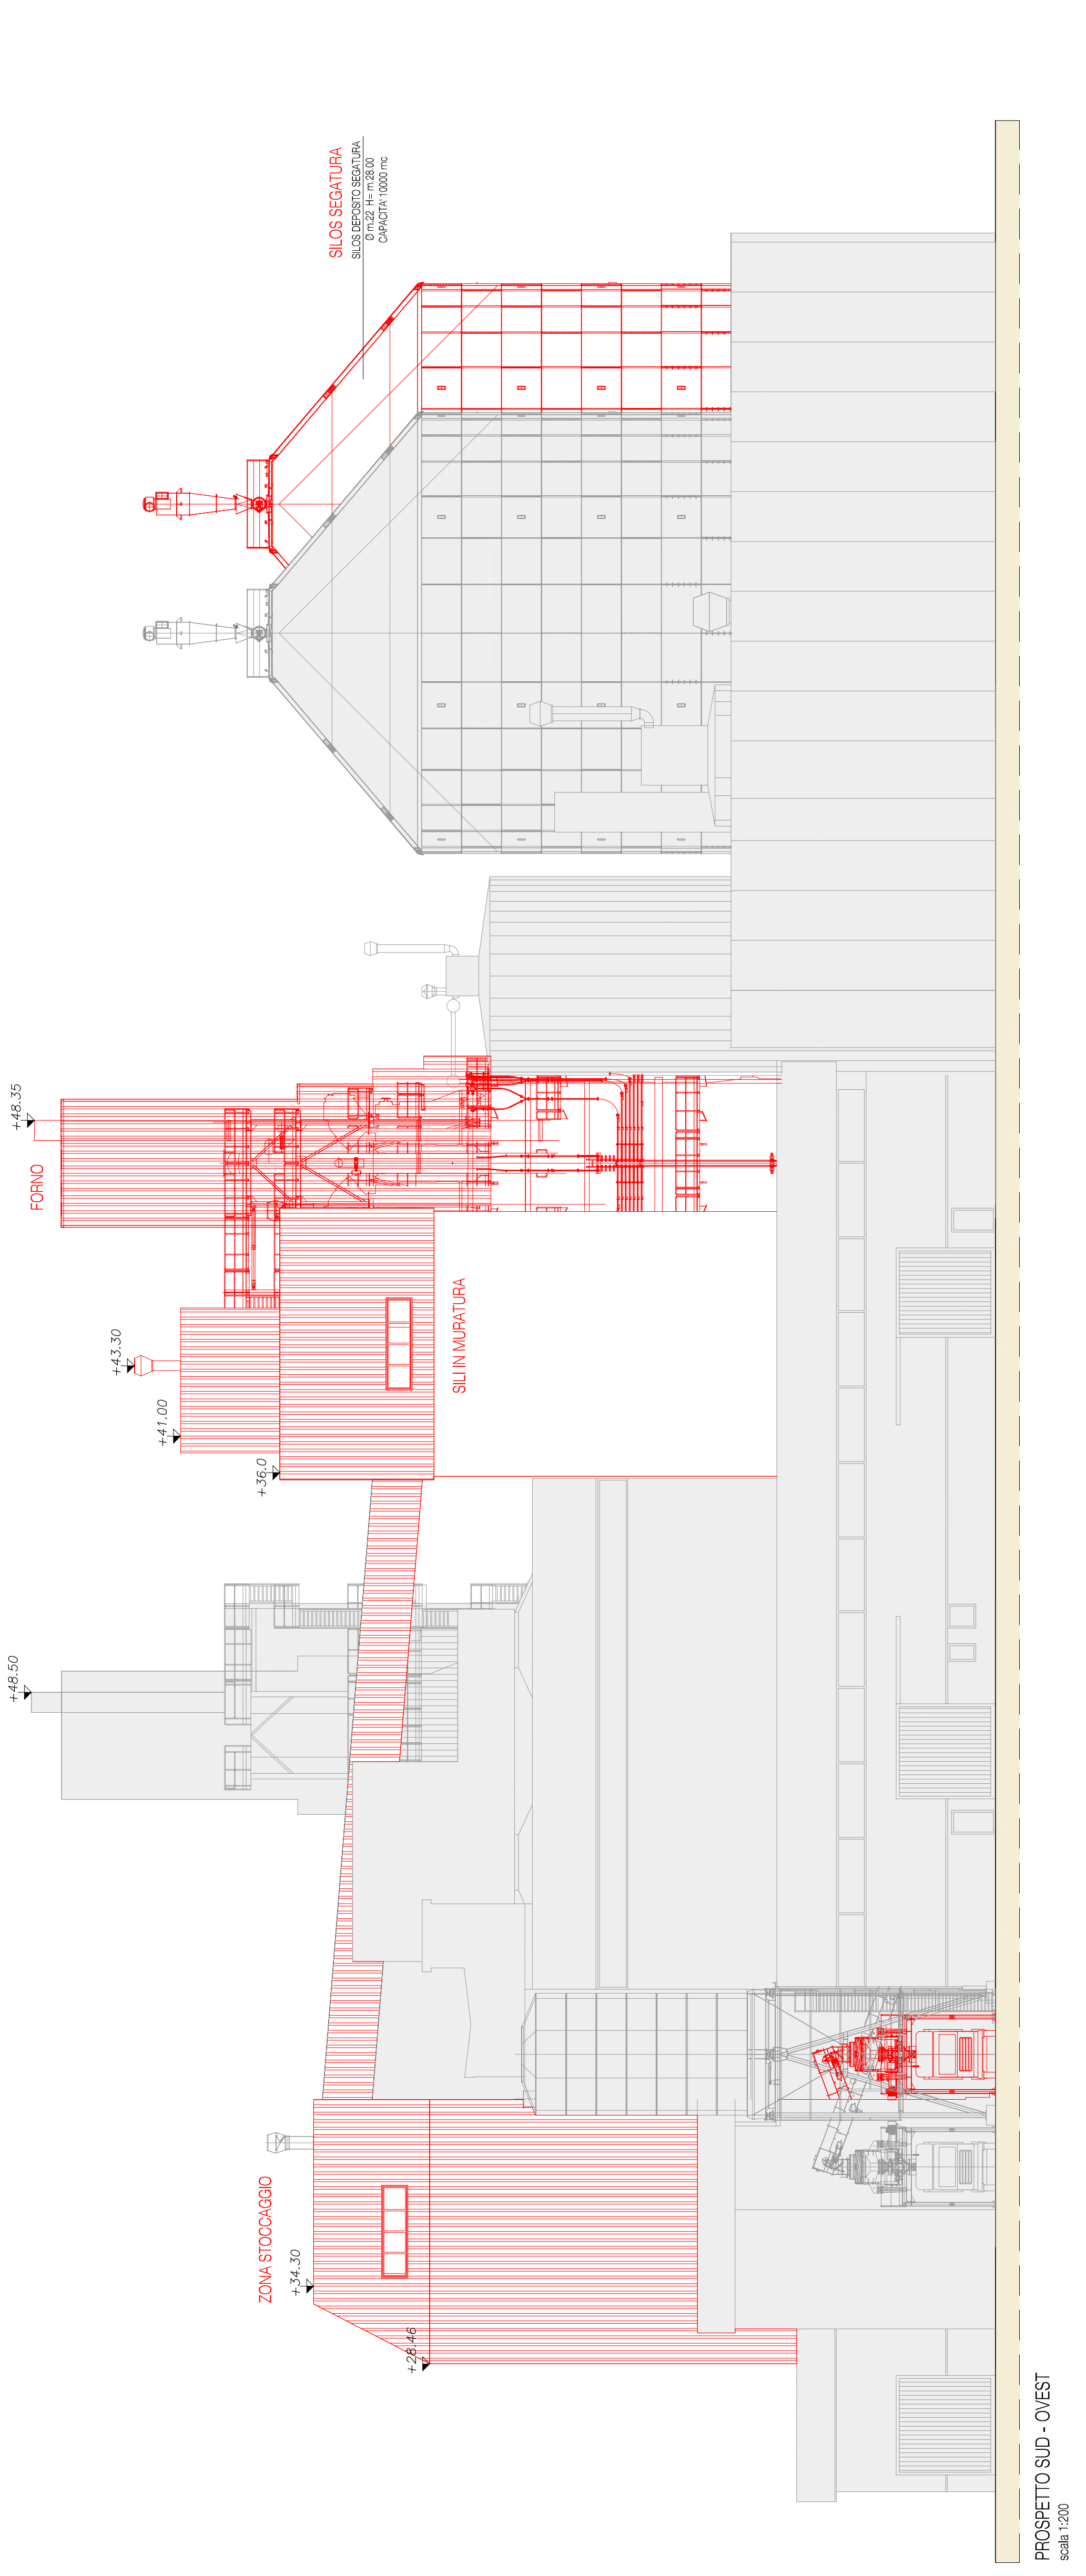 SILOS SEGATURA
SILOS DEPOSITO SEGATURA
Ø m.22 H= m.28.00
CAPACITA' 10000 mc
+48.35
FORNO
+43.30
+41.00
+36.0
SILI IN MURATURA
+48.50
ZONA STOCCAGGIO
+34.30
+28.46
PROSPETTO SUD - OVEST
scala 1:200